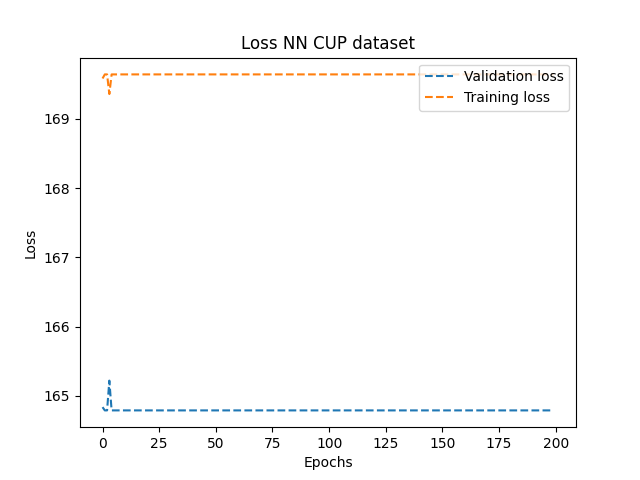 Loss NN CUP dataset
Validation loss
Training loss
169
168
167
166
165
Loss
0 25 50 75 100 125 150 175 200
Epochs